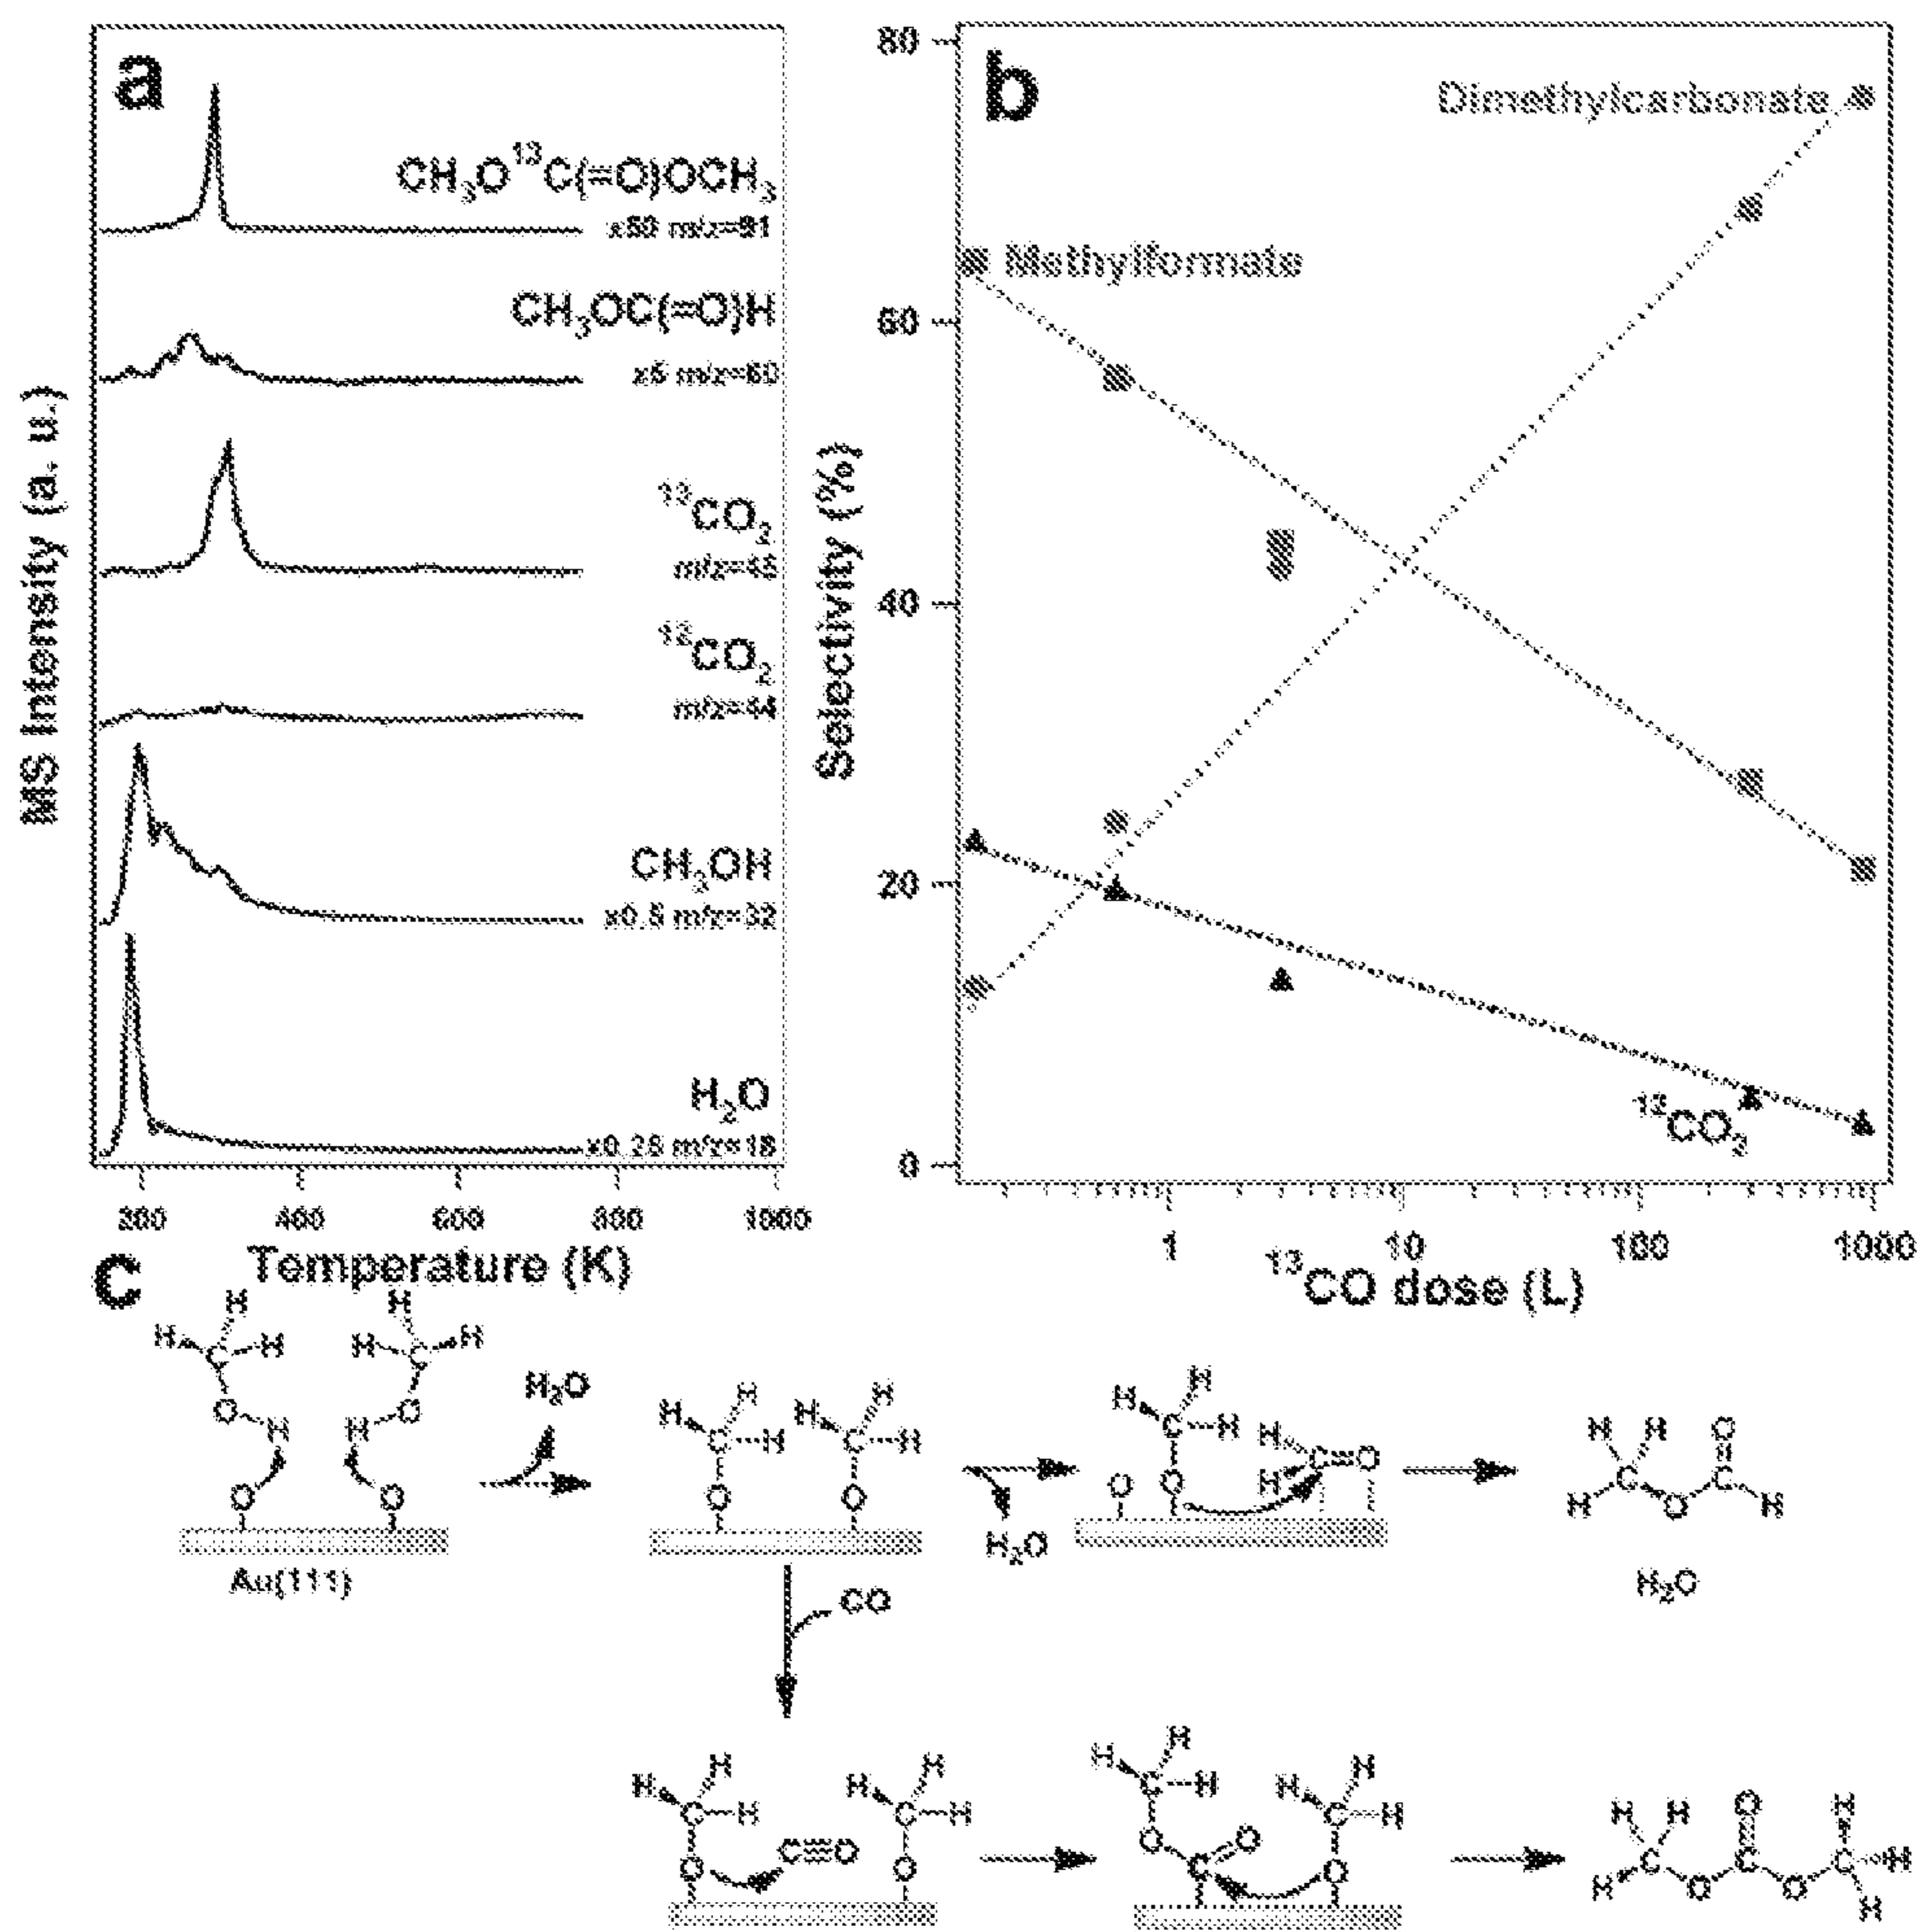 a
CH₃O¹³C(=O)OCH₃
x50 m/z=91
CH₃OC(=O)H
x5 m/z=60
¹³CO₂
m/z=45
¹²CO₂
m/z=44
CH₃OH
x0.5 m/z=32
H₂O
x0.25 m/z=18
MS Intensity (a. u.)
200 400 600 800 1000
Temperature (K)
b
80
60
40
20
0
Selectivity (%)
Dimethylcarbonate
Methylformate
¹²CO₂
1 10 100 1000
¹³CO dose (L)
c
H H
H C H H C H
O H H O
O O
Au(111)
H₂O
H H
H C H H C H
O O
H₂O
H
H C H H
H C=O
O O
H H O
C C
H O H
H₂O
CO
H H
H C H H C H
C≡O
O O
H H
H C H H C H
O O
C O
H H O H
C C C H
H O O H